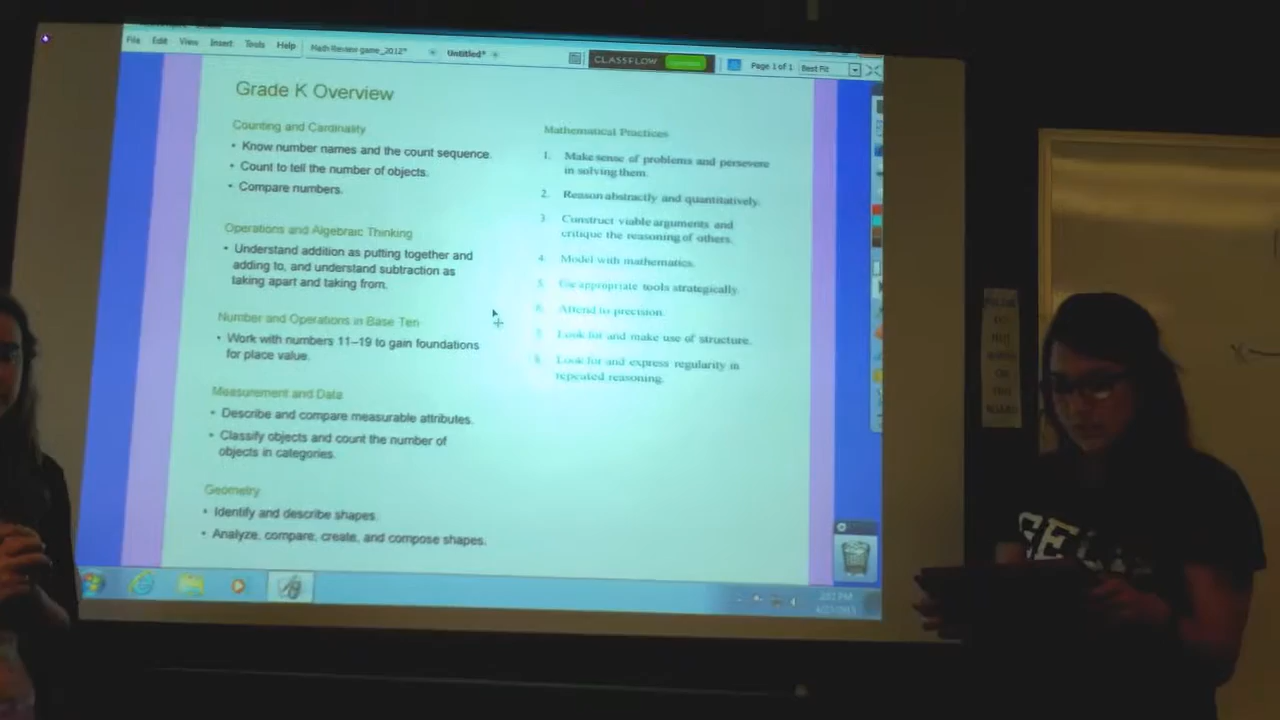 File Edit View Insert Tools Help
Math Review game_2012*
Untitled*
CLASSFLOW
Page 1 of 1
Best Fit
Grade K Overview
Counting and Cardinality
• Know number names and the count sequence.
• Count to tell the number of objects.
• Compare numbers.
Operations and Algebraic Thinking
• Understand addition as putting together and
adding to, and understand subtraction as
taking apart and taking from.
Number and Operations in Base Ten
• Work with numbers 11–19 to gain foundations
for place value.
Measurement and Data
• Describe and compare measurable attributes.
• Classify objects and count the number of
objects in categories.
Geometry
• Identify and describe shapes.
• Analyze, compare, create, and compose shapes.
Mathematical Practices
1. Make sense of problems and persevere
in solving them.
2. Reason abstractly and quantitatively.
3. Construct viable arguments and
critique the reasoning of others.
4. Model with mathematics.
5. Use appropriate tools strategically.
6. Attend to precision.
7. Look for and make use of structure.
8. Look for and express regularity in
repeated reasoning.